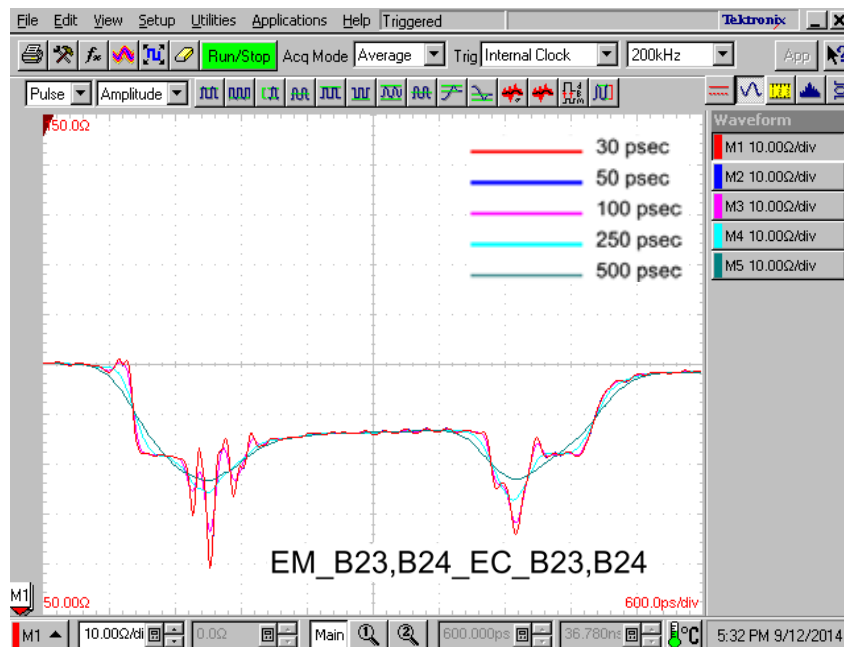 File Edit View Setup Utilities Applications Help Triggered Tektronix
Run/Stop Acq Mode Average Trig Internal Clock 200kHz App
Pulse Amplitude
Waveform
M1 10.00Ω/div
M2 10.00Ω/div
M3 10.00Ω/div
M4 10.00Ω/div
M5 10.00Ω/div
150.0Ω
30 psec
50 psec
100 psec
250 psec
500 psec
EM_B23,B24_EC_B23,B24
M1
50.00Ω 600.0ps/div
M1 10.00Ω/di 0.0Ω Main 600.000ps 36.780ns °C 5:32 PM 9/12/2014